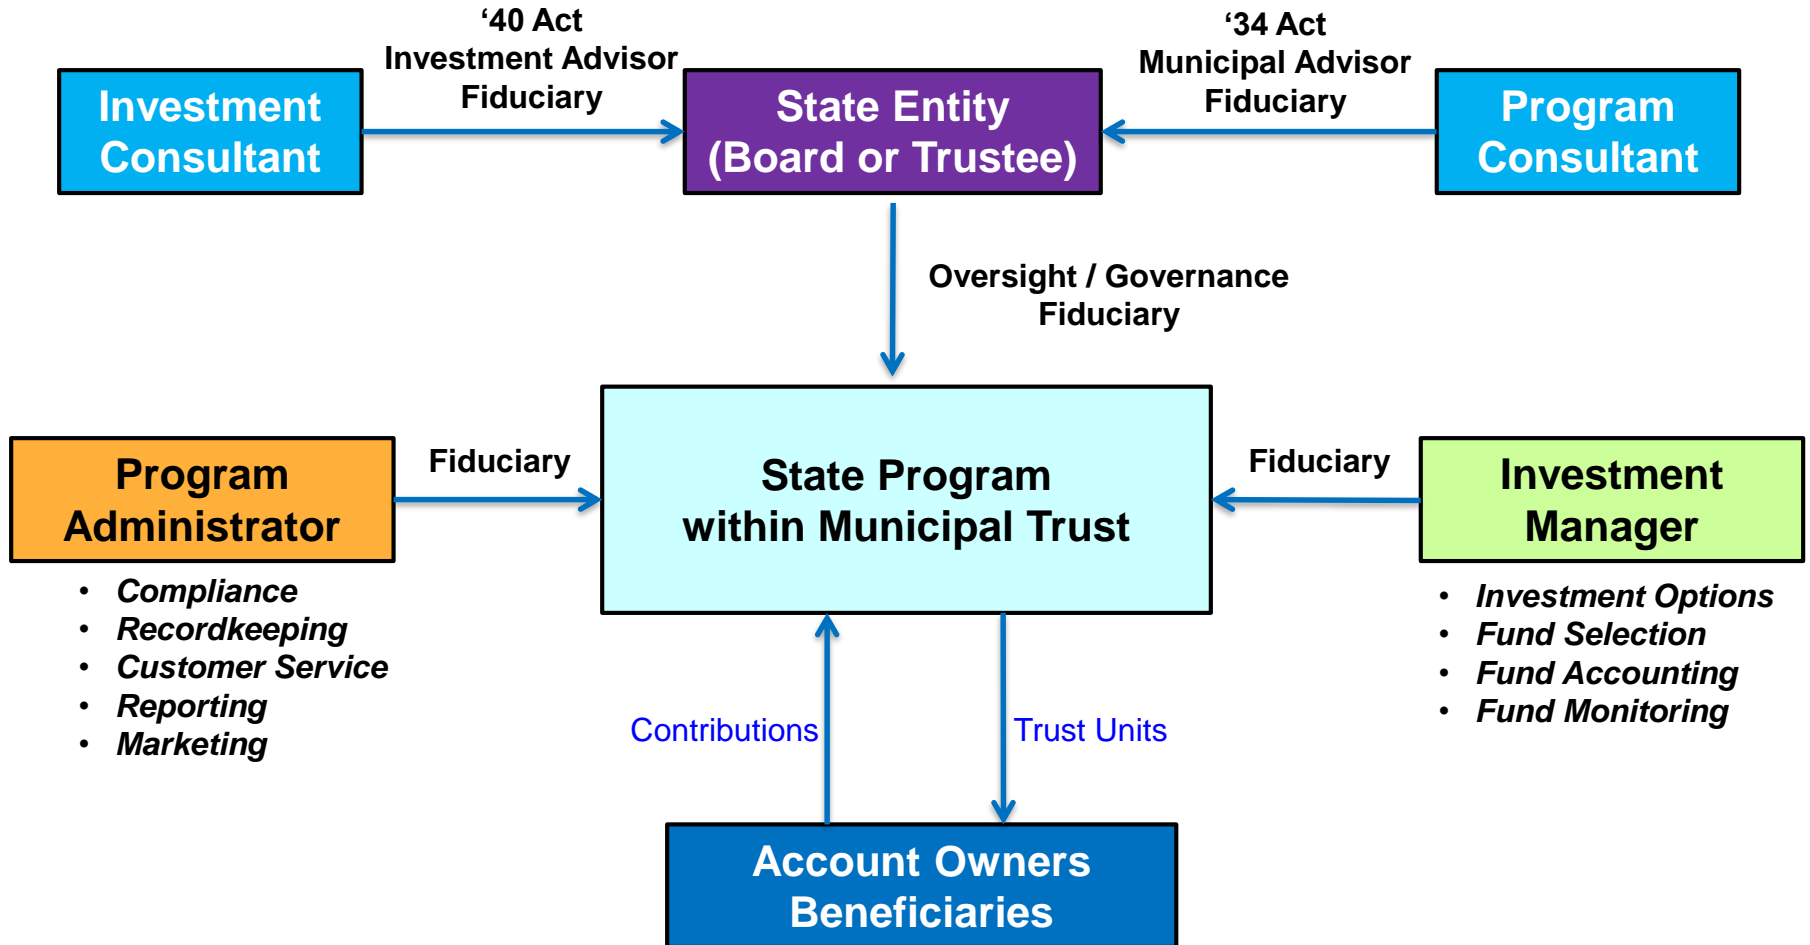 ‘40 Act
Investment Advisor
Fiduciary
‘34 Act
Municipal Advisor
Fiduciary
Investment
Consultant
State Entity
(Board or Trustee)
Program
Consultant
Oversight / Governance
Fiduciary
Program
Administrator
Fiduciary
State Program
within Municipal Trust
Fiduciary
Investment
Manager
• Compliance
• Recordkeeping
• Customer Service
• Reporting
• Marketing
• Investment Options
• Fund Selection
• Fund Accounting
• Fund Monitoring
Contributions
Trust Units
Account Owners
Beneficiaries